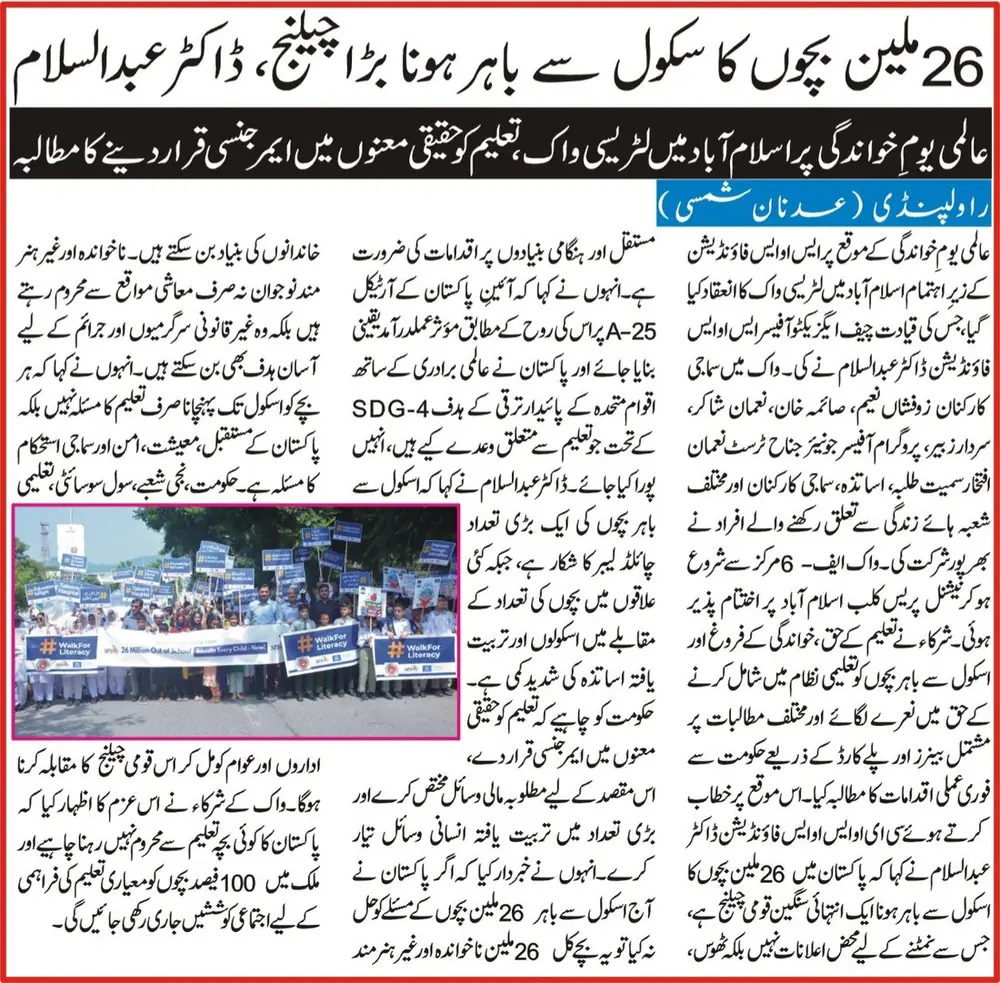 26 ملین بچوں کا سکول سے باہر ہونا بڑا چیلنج، ڈاکٹر عبدالسلام
عالمی یومِ خواندگی پر اسلام آباد میں لٹریسی واک، تعلیم کو حقیقی معنوں میں ایمرجنسی قرار دینے کا مطالبہ
راولپنڈی (عدنان شمسی)
عالمی یومِ خواندگی کے موقع پر ایس او ایس فاؤنڈیشن
کے زیر اہتمام اسلام آباد میں لٹریسی واک کا انعقاد کیا
گیا، جس کی قیادت چیف ایگزیکٹو آفیسر ایس او ایس
فاؤنڈیشن ڈاکٹر عبدالسلام نے کی۔ واک میں سماجی
کارکنان زوفشاں نعیم، صائمہ خان، نعمان شاکر،
سردار زبیر، پروگرام آفیسر جونیئر جناح ٹرسٹ نعمان
افتخار سمیت طلبہ، اساتذہ، سماجی کارکنان اور مختلف
شعبہ ہائے زندگی سے تعلق رکھنے والے افراد نے
بھرپور شرکت کی۔ واک ایف- 6 مرکز سے شروع
ہو کر نیشنل پریس کلب اسلام آباد پر اختتام پذیر
ہوئی۔ شرکاء نے تعلیم کے حق، خواندگی کے فروغ اور
اسکول سے باہر بچوں کو تعلیمی نظام میں شامل کرنے
کے حق میں نعرے لگائے اور مختلف مطالبات پر
مشتمل بینرز اور پلے کارڈ کے ذریعے حکومت سے
فوری عملی اقدامات کا مطالبہ کیا۔ اس موقع پر خطاب
کرتے ہوئے سی ای او ایس او ایس فاؤنڈیشن ڈاکٹر
عبدالسلام نے کہا کہ پاکستان میں 26 ملین بچوں کا
اسکول سے باہر ہونا ایک انتہائی سنگین قومی چیلنج ہے،
جس سے نمٹنے کے لیے محض اعلانات نہیں بلکہ ٹھوس،
مستقل اور ہنگامی بنیادوں پر اقدامات کی ضرورت
ہے۔ انہوں نے کہا کہ آئینِ پاکستان کے آرٹیکل
25-A پر اس کی روح کے مطابق مؤثر عملدرآمد یقینی
بنایا جائے اور پاکستان نے عالمی برادری کے ساتھ
اقوام متحدہ کے پائیدار ترقی کے ہدف SDG-4
کے تحت جو تعلیم سے متعلق وعدے کیے ہیں، انہیں
پورا کیا جائے۔ ڈاکٹر عبدالسلام نے کہا کہ اسکول سے
باہر بچوں کی ایک بڑی تعداد
چائلڈ لیبر کا شکار ہے، جبکہ کئی
علاقوں میں بچوں کی تعداد کے
مقابلے میں اسکولوں اور تربیت
یافتہ اساتذہ کی شدید کمی ہے۔
حکومت کو چاہیے کہ تعلیم کو حقیقی
معنوں میں ایمرجنسی قرار دے،
اس مقصد کے لیے مطلوبہ مالی وسائل مختص کرے اور
بڑی تعداد میں تربیت یافتہ انسانی وسائل تیار
کرے۔ انہوں نے خبردار کیا کہ اگر پاکستان نے
آج اسکول سے باہر 26 ملین بچوں کے مسئلے کو حل
نہ کیا تو یہ بچے کل 26 ملین ناخواندہ اور غیر ہنر مند
خاندانوں کی بنیاد بن سکتے ہیں۔ ناخواندہ اور غیر ہنر
مند نوجوان نہ صرف معاشی مواقع سے محروم رہتے
ہیں بلکہ وہ غیر قانونی سرگرمیوں اور جرائم کے لیے
آسان ہدف بھی بن سکتے ہیں۔ انہوں نے کہا کہ ہر
بچے کو اسکول تک پہنچانا صرف تعلیم کا مسئلہ نہیں بلکہ
پاکستان کے مستقبل، معیشت، امن اور سماجی استحکام
کا مسئلہ ہے۔ حکومت، نجی شعبے، سول سوسائٹی، تعلیمی
26 Million Out of School Educate Every Child - Now!
#WalkFor
Literacy
#WalkFor
Literacy
#WalkFor
Literacy
اداروں اور عوام کو مل کر اس قومی چیلنج کا مقابلہ کرنا
ہوگا۔ واک کے شرکاء نے اس عزم کا اظہار کیا کہ
پاکستان کا کوئی بچہ تعلیم سے محروم نہیں رہنا چاہیے اور
ملک میں 100 فیصد بچوں کو معیاری تعلیم کی فراہمی
کے لیے اجتماعی کوششیں جاری رکھی جائیں گی۔